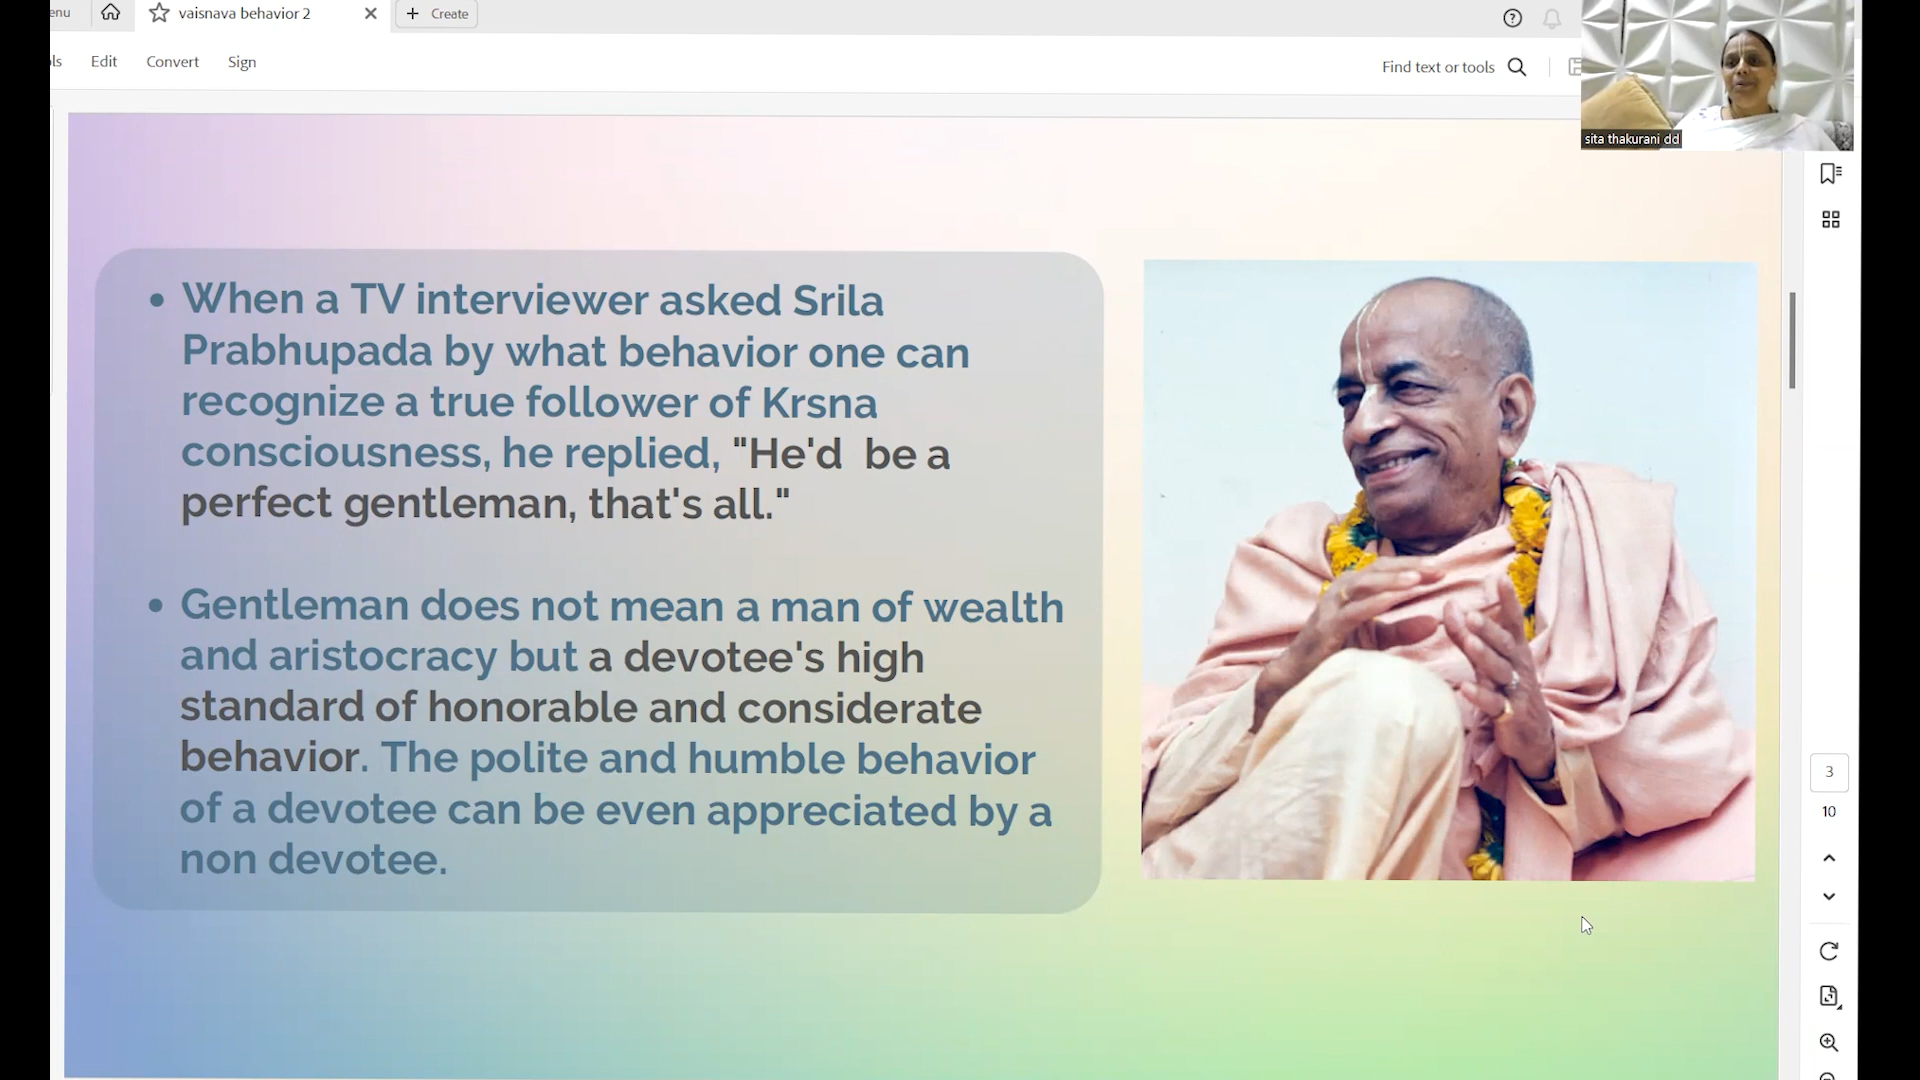 enu
vaisnava behavior 2
Create
ols
Edit
Convert
Sign
Find text or tools
sita thakurani dd
• When a TV interviewer asked Srila
Prabhupada by what behavior one can
recognize a true follower of Krsna
consciousness, he replied, "He'd be a
perfect gentleman, that's all."
• Gentleman does not mean a man of wealth
and aristocracy but a devotee's high
standard of honorable and considerate
behavior. The polite and humble behavior
of a devotee can be even appreciated by a
non devotee.
3
10